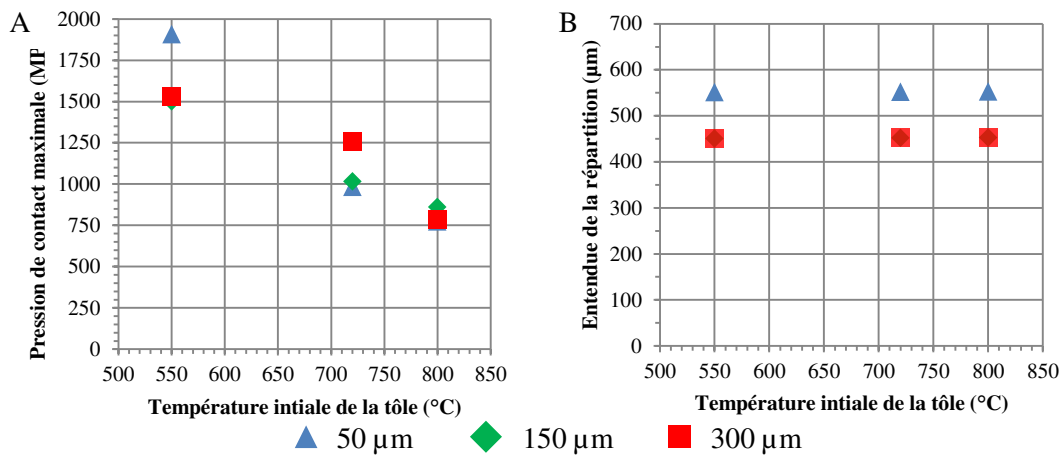 A
Pression de contact maximale (MP
2000
1750
1500
1250
1000
750
500
250
0
500 550 600 650 700 750 800 850
Température intiale de la tôle (°C)
B
Entendue de la répartition (µm)
700
600
500
400
300
200
100
0
500 550 600 650 700 750 800 850
Température intiale de la tôle (°C)
50 µm 150 µm 300 µm